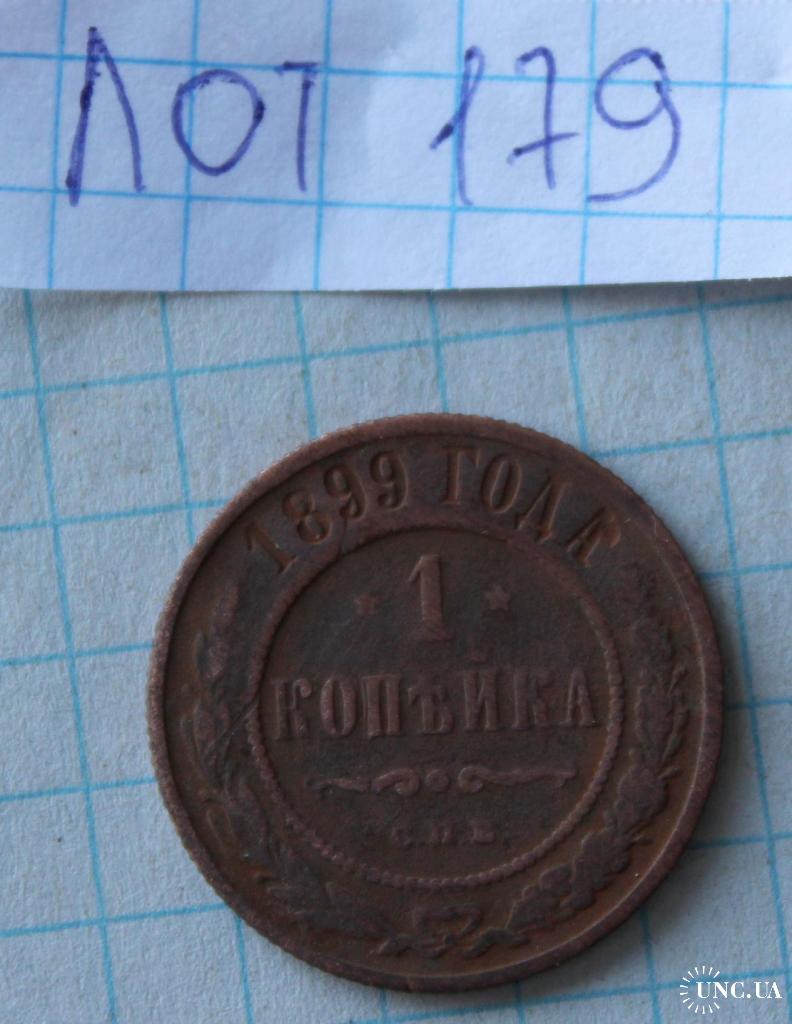 ЛОТ 179
1899 ГОДА
1
КОПѢЙКА
С.П.Б.
UNC.UA